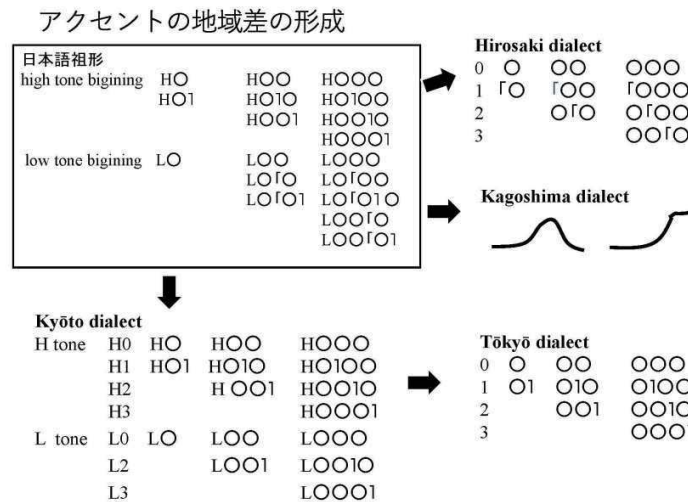 アクセントの地域差の形成
日本語祖形
high tone bigining HO HOO HOOO
HO˥ HO˥O HO˥OO
HOO˥ HOO˥O
HOOO˥
low tone bigining LO LOO LOOO
LO「O LO「OO
LO「O˥ LO「O˥O
LOO「O
LOO「O˥
Hirosaki dialect
0 O OO OOO
1 「O 「OO 「OOO
2 O「O O「OO
3 OO「O
Kagoshima dialect
Kyōto dialect
H tone H0 HO HOO HOOO
H1 HO˥ HO˥O HO˥OO
H2 H OO˥ HOO˥O
H3 HOOO˥
L tone L0 LO LOO LOOO
L2 LOO˥ LOO˥O
L3 LOOO˥
Tōkyō dialect
0 O OO OOO
1 O˥ O˥O O˥OO
2 OO˥ OO˥O
3 OOO˥